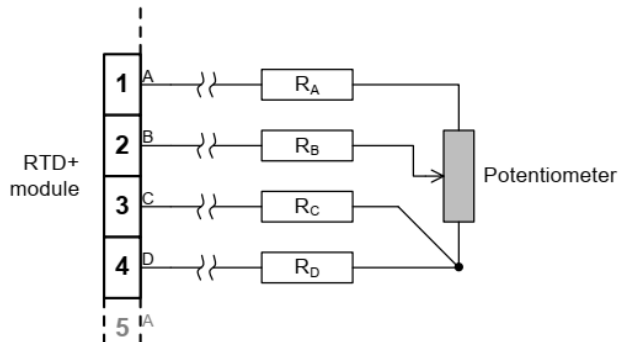 1 A R_A
2 B R_B
RTD+
module
Potentiometer
3 C R_C
4 D R_D
5 A